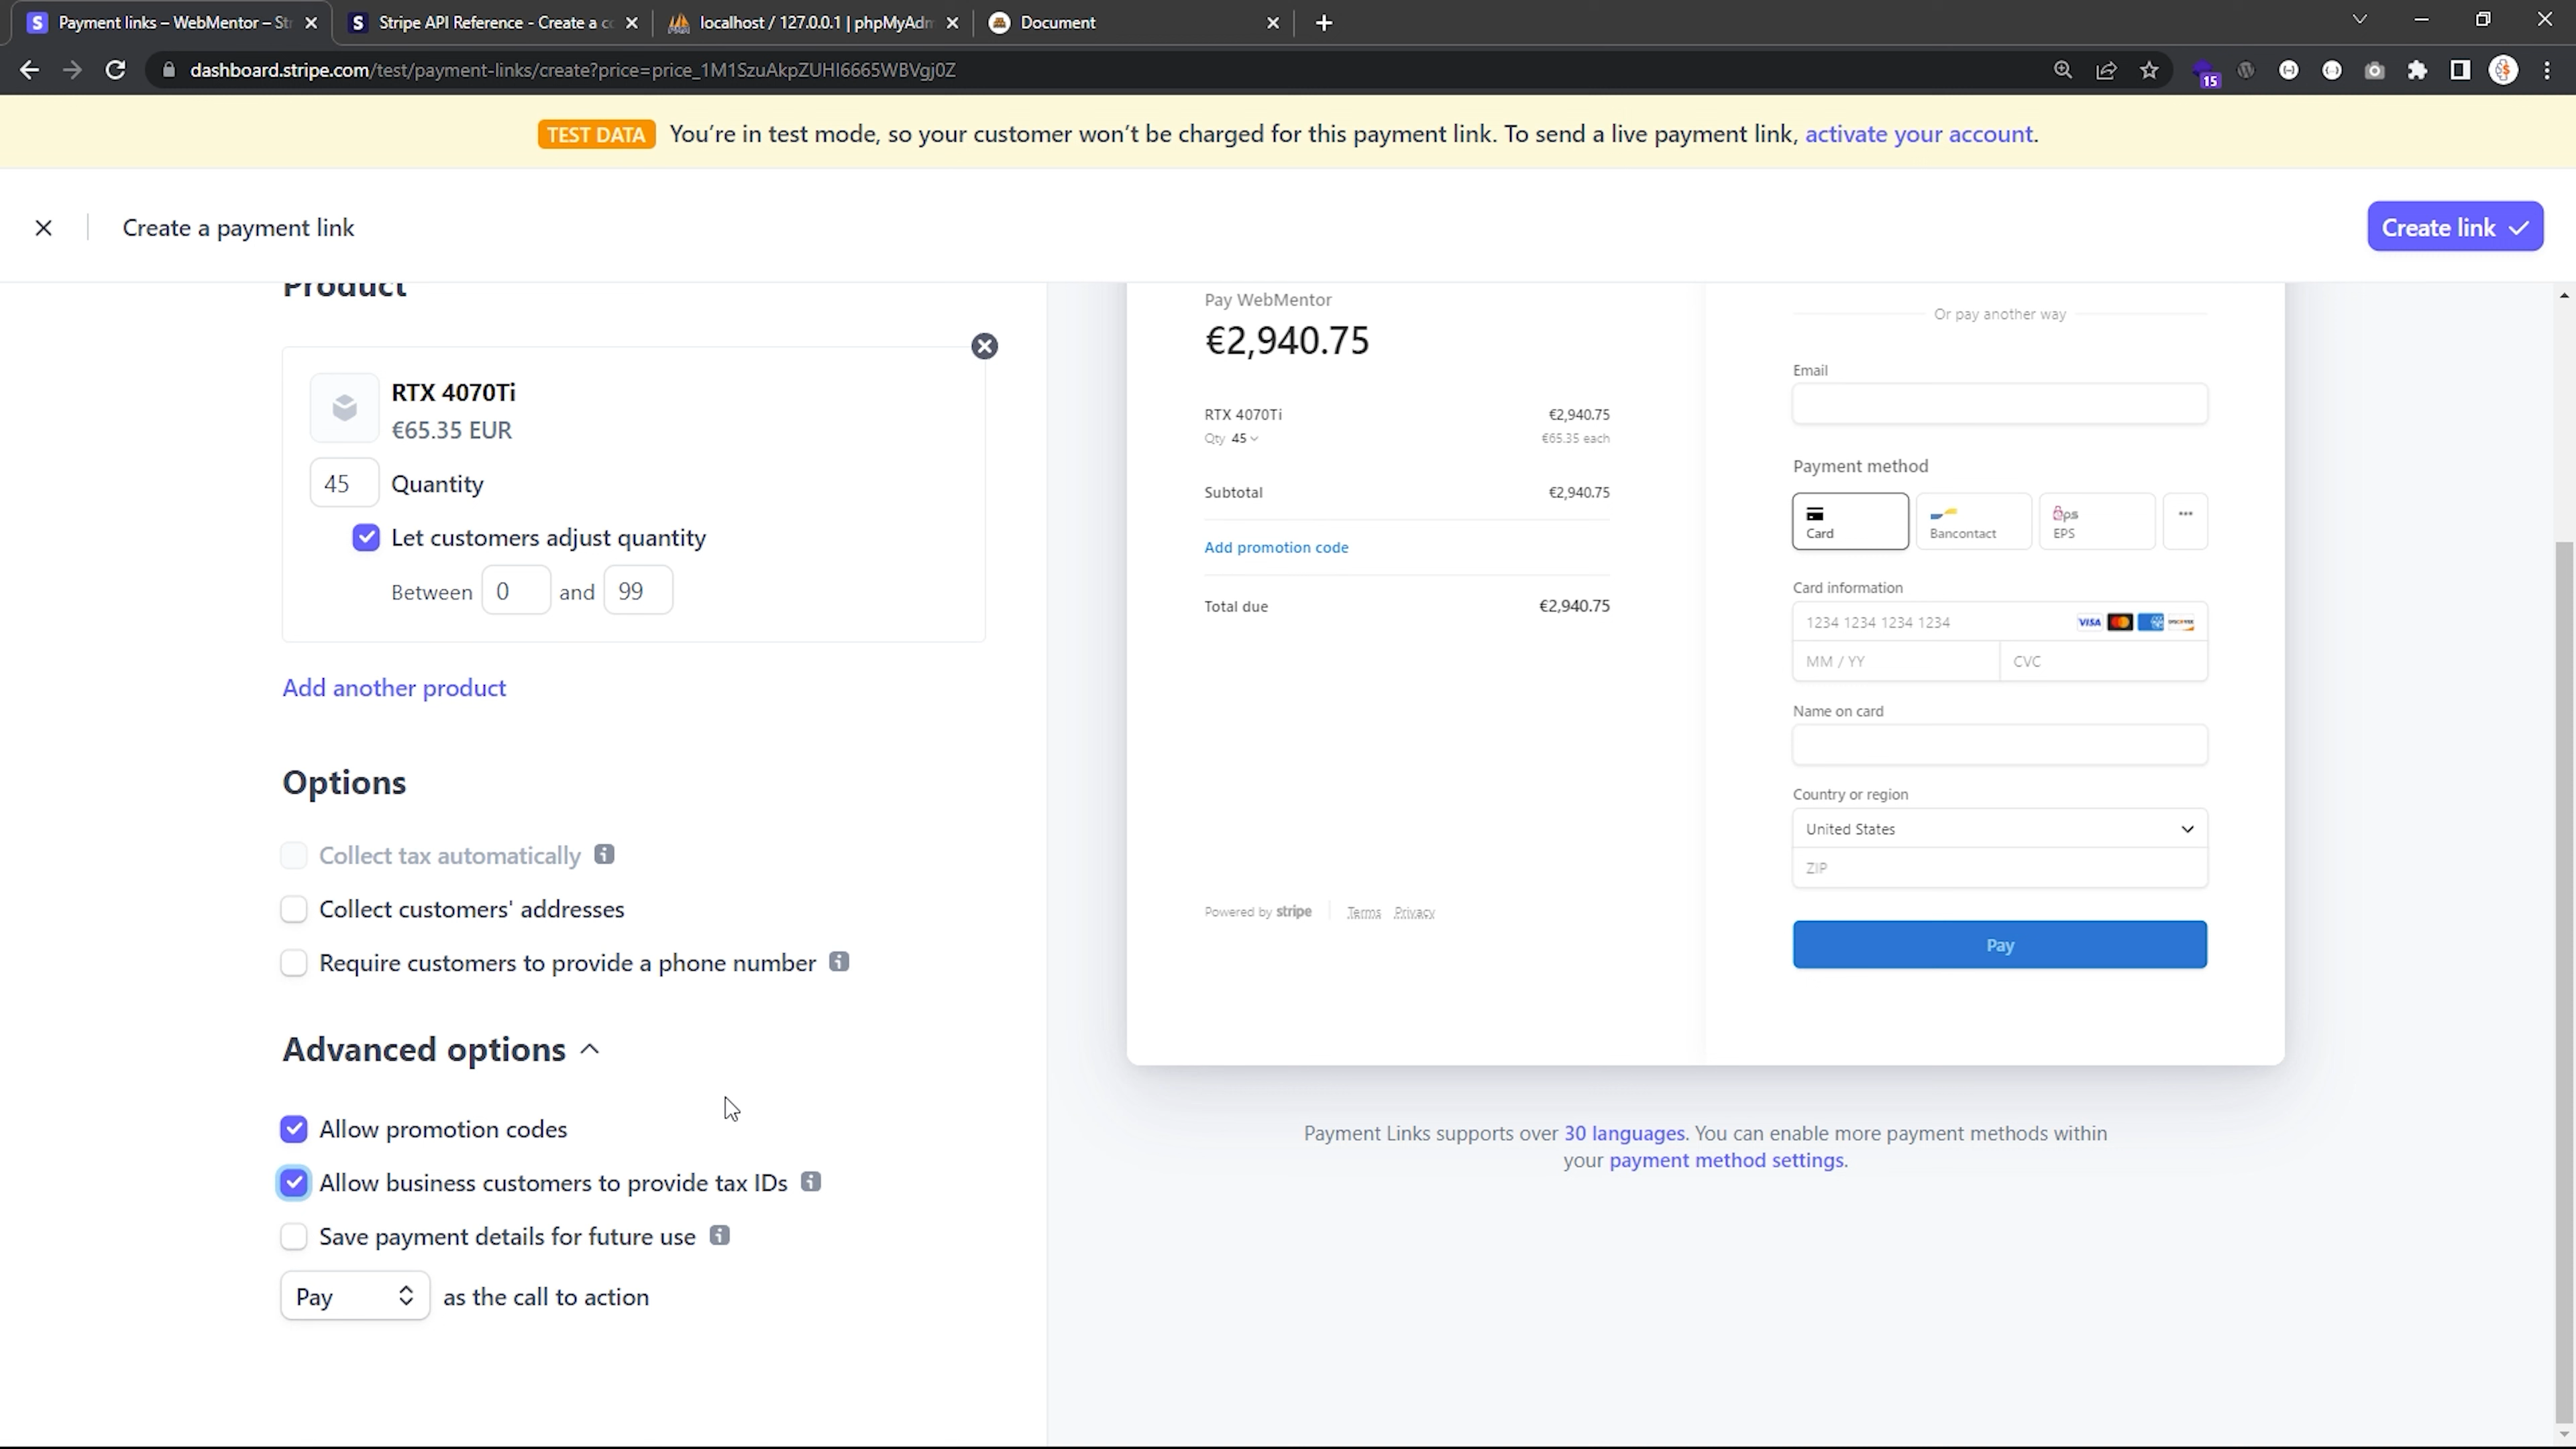 Payment links – WebMentor – St
Stripe API Reference - Create a co
localhost / 127.0.0.1 | phpMyAdm
Document
dashboard.stripe.com/test/payment-links/create?price=price_1M1SzuAkpZUHI6665WBVgj0Z
15
TEST DATA You're in test mode, so your customer won't be charged for this payment link. To send a live payment link, activate your account.
Create a payment link
Create link
Product
RTX 4070Ti
€65.35 EUR
45 Quantity
Let customers adjust quantity
Between 0 and 99
Add another product
Options
Collect tax automatically
Collect customers' addresses
Require customers to provide a phone number
Advanced options
Allow promotion codes
Allow business customers to provide tax IDs
Save payment details for future use
Pay as the call to action
Pay WebMentor
€2,940.75
RTX 4070Ti €2,940.75
Qty 45 €65.35 each
Subtotal €2,940.75
Add promotion code
Total due €2,940.75
Powered by stripe Terms Privacy
Or pay another way
Email
Payment method
Card Bancontact EPS
Card information
1234 1234 1234 1234 VISA
MM / YY CVC
Name on card
Country or region
United States
ZIP
Pay
Payment Links supports over 30 languages. You can enable more payment methods within
your payment method settings.